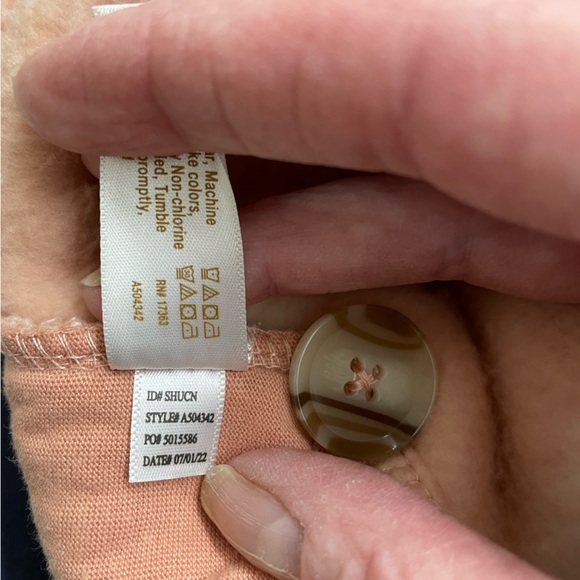 Machine
ke colors,
Non-chlorine
ed, Tumble
promptly,
RN# 17363
A504342
ID# SHUCN
STYLE# A504342
PO# 5015586
DATE# 07/01/22